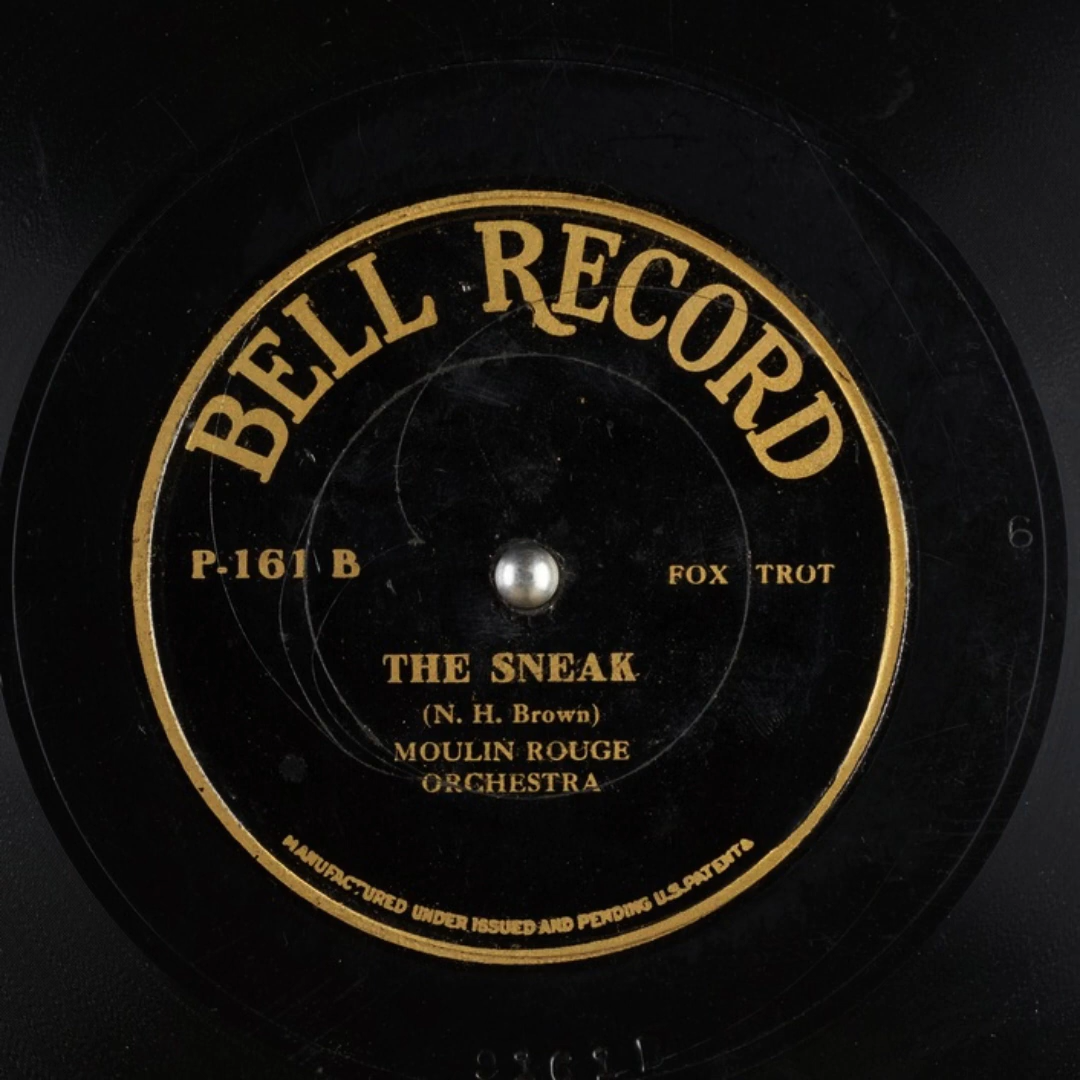 BELL RECORD
P-161 B
FOX TROT
THE SNEAK
(N. H. Brown)
MOULIN ROUGE
ORCHESTRA
MANUFACTURED UNDER ISSUED AND PENDING U.S. PATENTS
6